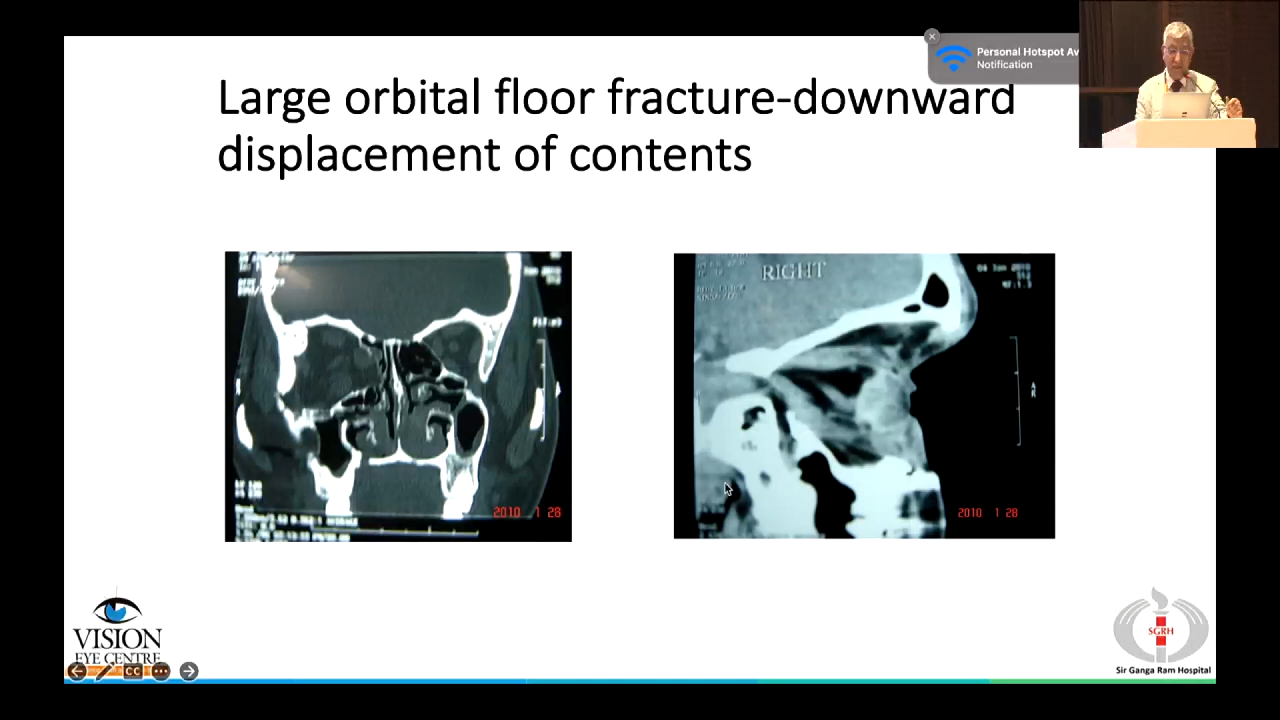 Personal Hotspot Av
Notification
Large orbital floor fracture-downward
displacement of contents
RIGHT
2010 1 28
2010 1 28
VISION
EYE CENTRE
CC
SGRH
Sir Ganga Ram Hospital